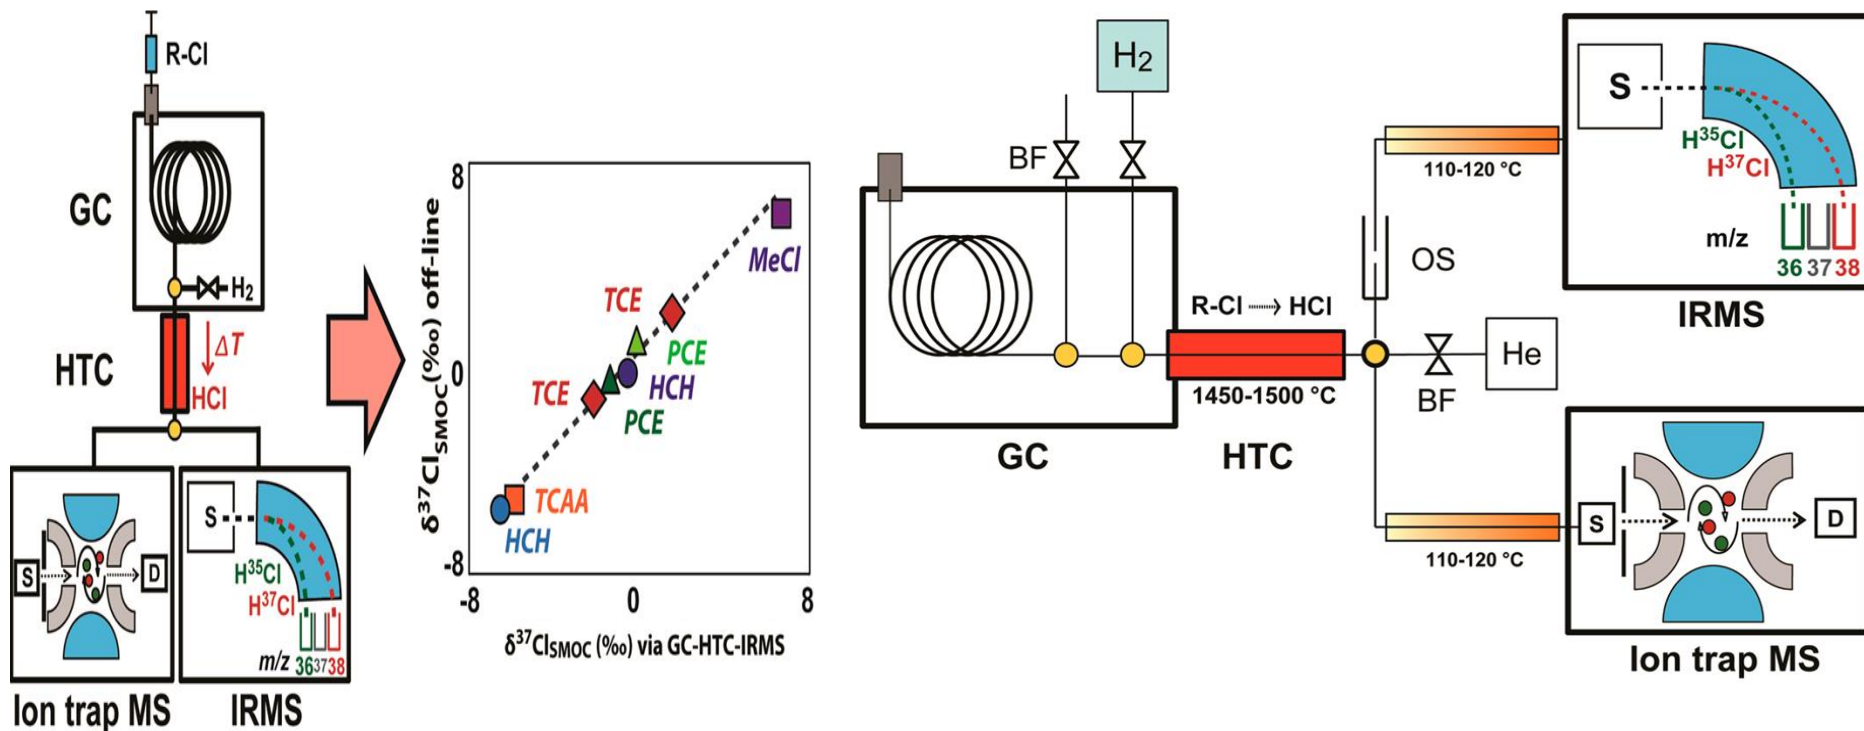 R-Cl
GC
H₂
HTC
ΔT
HCl
S
D
S
H³⁵Cl
H³⁷Cl
m/z 36 37 38
Ion trap MS
IRMS
δ³⁷Cl_SMOC (‰) off-line
8
0
-8
MeCl
TCE
PCE
HCH
TCE
PCE
TCAA
HCH
-8
0
8
δ³⁷Cl_SMOC (‰) via GC-HTC-IRMS
H₂
BF
GC
R-Cl ⋯> HCl
1450-1500 °C
HTC
OS
BF
He
110-120 °C
S
H³⁵Cl
H³⁷Cl
m/z
36 37 38
IRMS
110-120 °C
S
D
Ion trap MS